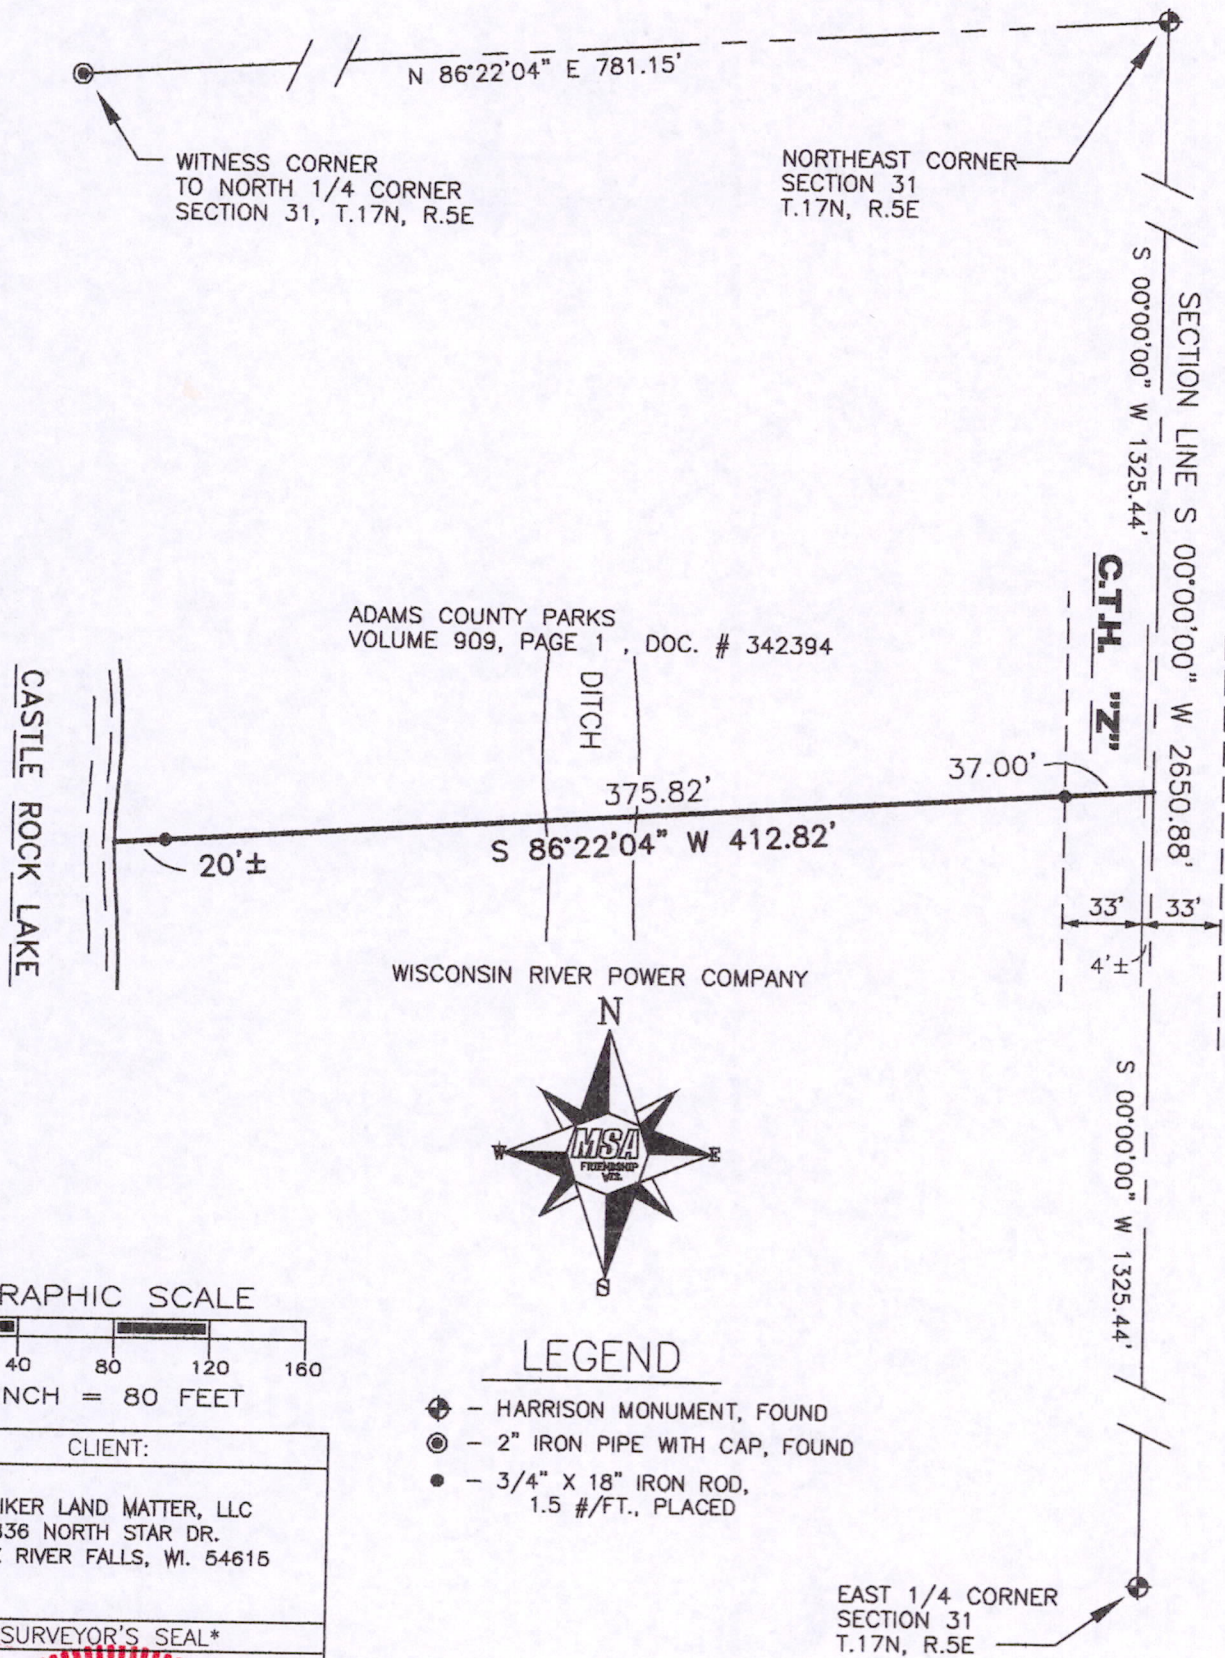 N 86°22'04" E 781.15'
WITNESS CORNER
TO NORTH 1/4 CORNER
SECTION 31, T.17N, R.5E
NORTHEAST CORNER
SECTION 31
T.17N, R.5E
S 00°00'00" W 1325.44'
SECTION LINE S 00°00'00" W 2650.88'
C.T.H. "Z"
ADAMS COUNTY PARKS
VOLUME 909, PAGE 1 , DOC. # 342394
DITCH
CASTLE ROCK LAKE
375.82'
37.00'
S 86°22'04" W 412.82'
20'±
33'
33'
4'±
WISCONSIN RIVER POWER COMPANY
N
W
E
MSA
FRIENDSHIP
WIS.
S
S 00°00'00" W 1325.44'
RAPHIC SCALE
40 80 120 160
NCH = 80 FEET
LEGEND
– HARRISON MONUMENT, FOUND
– 2" IRON PIPE WITH CAP, FOUND
– 3/4" X 18" IRON ROD,
1.5 #/FT., PLACED
CLIENT:
IKER LAND MATTER, LLC
336 NORTH STAR DR.
RIVER FALLS, WI. 54615
SURVEYOR'S SEAL*
EAST 1/4 CORNER
SECTION 31
T.17N, R.5E